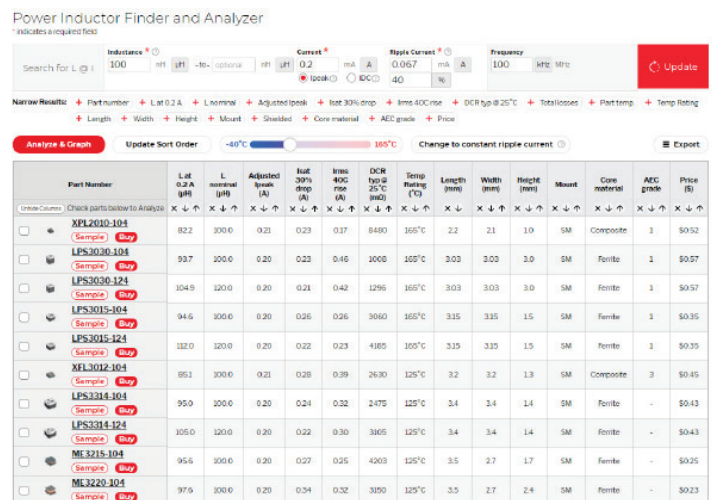 Power Inductor Finder and Analyzer
* indicates a required field
Search for L @ I
Inductance *
100 nH µH -to- optional nH µH
Current *
0.2 mA A
Ipeak IDC
Ripple Current *
0.067 mA A
40 %
Frequency
100 kHz MHz
Update
Narrow Results: + Part number + L at 0.2 A + L nominal + Adjusted Ipeak + Isat 30% drop + Irms 40C rise + DCR typ @ 25°C + Total losses + Part temp + Temp Rating
+ Length + Width + Height + Mount + Shielded + Core material + AEC grade + Price
Analyze & Graph Update Sort Order -40°C 165°C Change to constant ripple current Export
Part Number L at 0.2 A (µH) L nominal (µH) Adjusted Ipeak (A) Isat 30% drop (A) Irms 40C rise (A) DCR typ @ 25°C (mΩ) Temp Rating (°C) Length (mm) Width (mm) Height (mm) Mount Core material AEC grade Price ($)
Unhide Columns Check parts below to Analyze
XPL2010-104 82.2 100.0 0.21 0.23 0.17 8480 165°C 2.2 2.1 1.0 SM Composite 1 $0.52
Sample Buy
LPS3030-104 93.7 100.0 0.20 0.23 0.46 1008 165°C 3.03 3.03 3.0 SM Ferrite 1 $0.57
Sample Buy
LPS3030-124 104.9 120.0 0.20 0.21 0.42 1296 165°C 3.03 3.03 3.0 SM Ferrite 1 $0.57
Sample Buy
LPS3015-104 94.6 100.0 0.20 0.26 0.26 3060 165°C 3.15 3.15 1.5 SM Ferrite 1 $0.35
Sample Buy
LPS3015-124 112.0 120.0 0.20 0.22 0.23 4185 165°C 3.15 3.15 1.5 SM Ferrite 1 $0.35
Sample Buy
XFL3012-104 85.1 100.0 0.21 0.28 0.39 2630 125°C 3.2 3.2 1.3 SM Composite 3 $0.45
Sample Buy
LPS3314-104 95.0 100.0 0.20 0.24 0.32 2475 125°C 3.4 3.4 1.4 SM Ferrite - $0.43
Sample Buy
LPS3314-124 105.0 120.0 0.20 0.22 0.30 3105 125°C 3.4 3.4 1.4 SM Ferrite - $0.43
Sample Buy
ME3215-104 95.6 100.0 0.20 0.27 0.25 4203 125°C 3.5 2.7 1.7 SM Ferrite - $0.25
Sample Buy
ME3220-104 97.6 100.0 0.20 0.34 0.32 3150 125°C 3.5 2.7 2.4 SM Ferrite - $0.23
Sample Buy